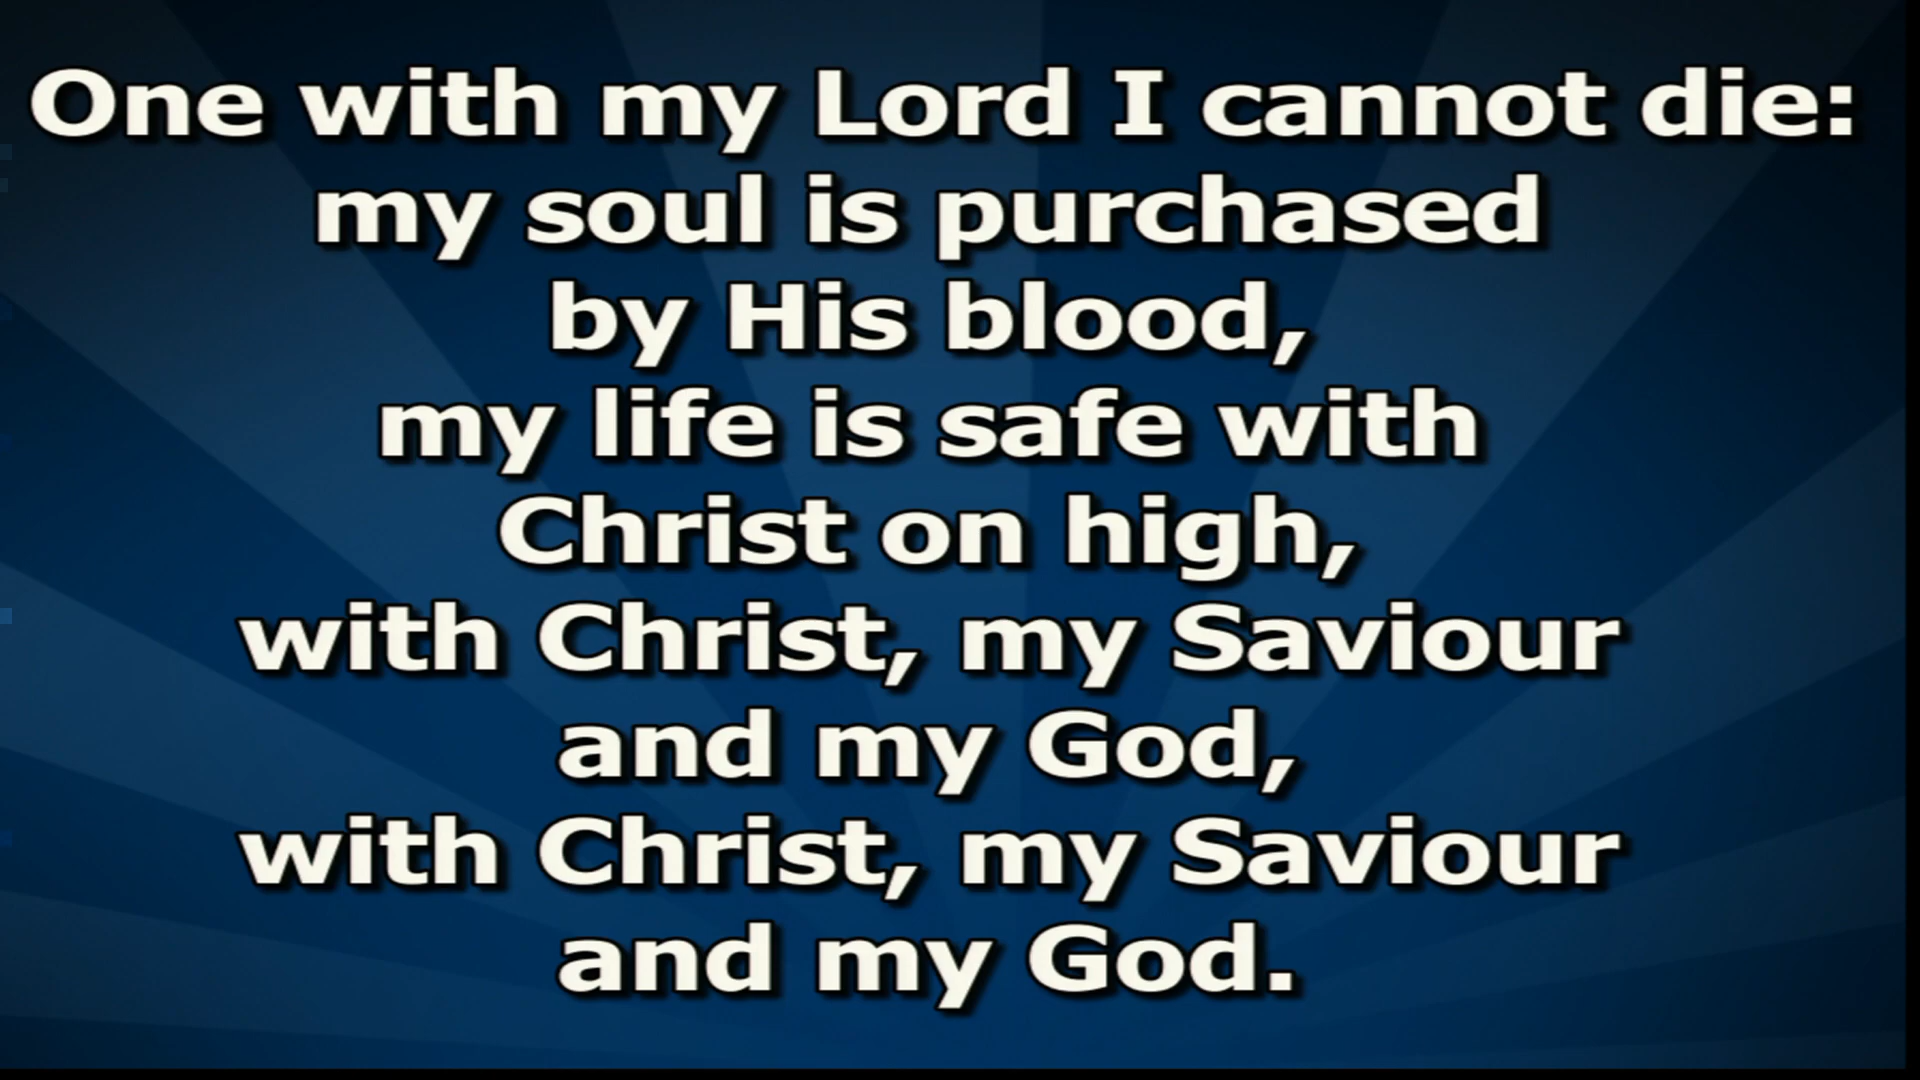 One with my Lord I cannot die:
my soul is purchased
by His blood,
my life is safe with
Christ on high,
with Christ, my Saviour
and my God,
with Christ, my Saviour
and my God.